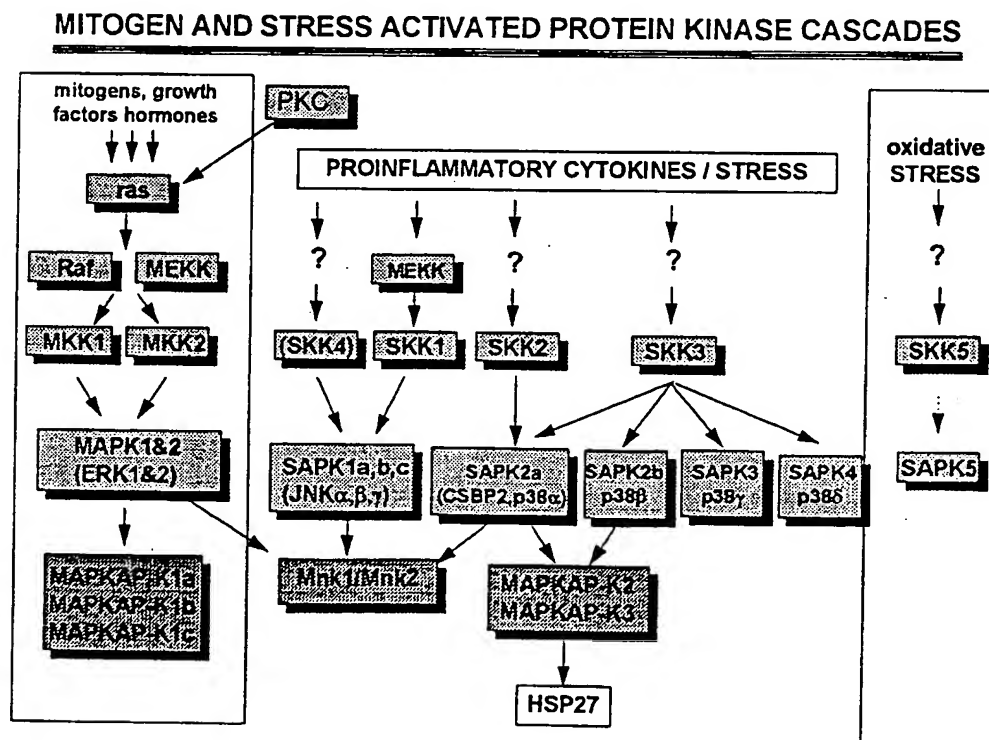 MITOGEN AND STRESS ACTIVATED PROTEIN KINASE CASCADES
mitogens, growth
factors hormones
PKC
ras
Raf
MEKK
MKK1
MKK2
MAPK1&2
(ERK1&2)
MAPKAP-K1a
MAPKAP-K1b
MAPKAP-K1c
PROINFLAMMATORY CYTOKINES / STRESS
?
MEKK
?
?
(SKK4)
SKK1
SKK2
SKK3
SAPK1a,b,c
(JNKα,β,γ)
SAPK2a
(CSBP2,p38α)
SAPK2b
p38β
SAPK3
p38γ
SAPK4
p38δ
Mnk1/Mnk2
MAPKAP-K2
MAPKAP-K3
HSP27
oxidative
STRESS
?
SKK5
SAPK5